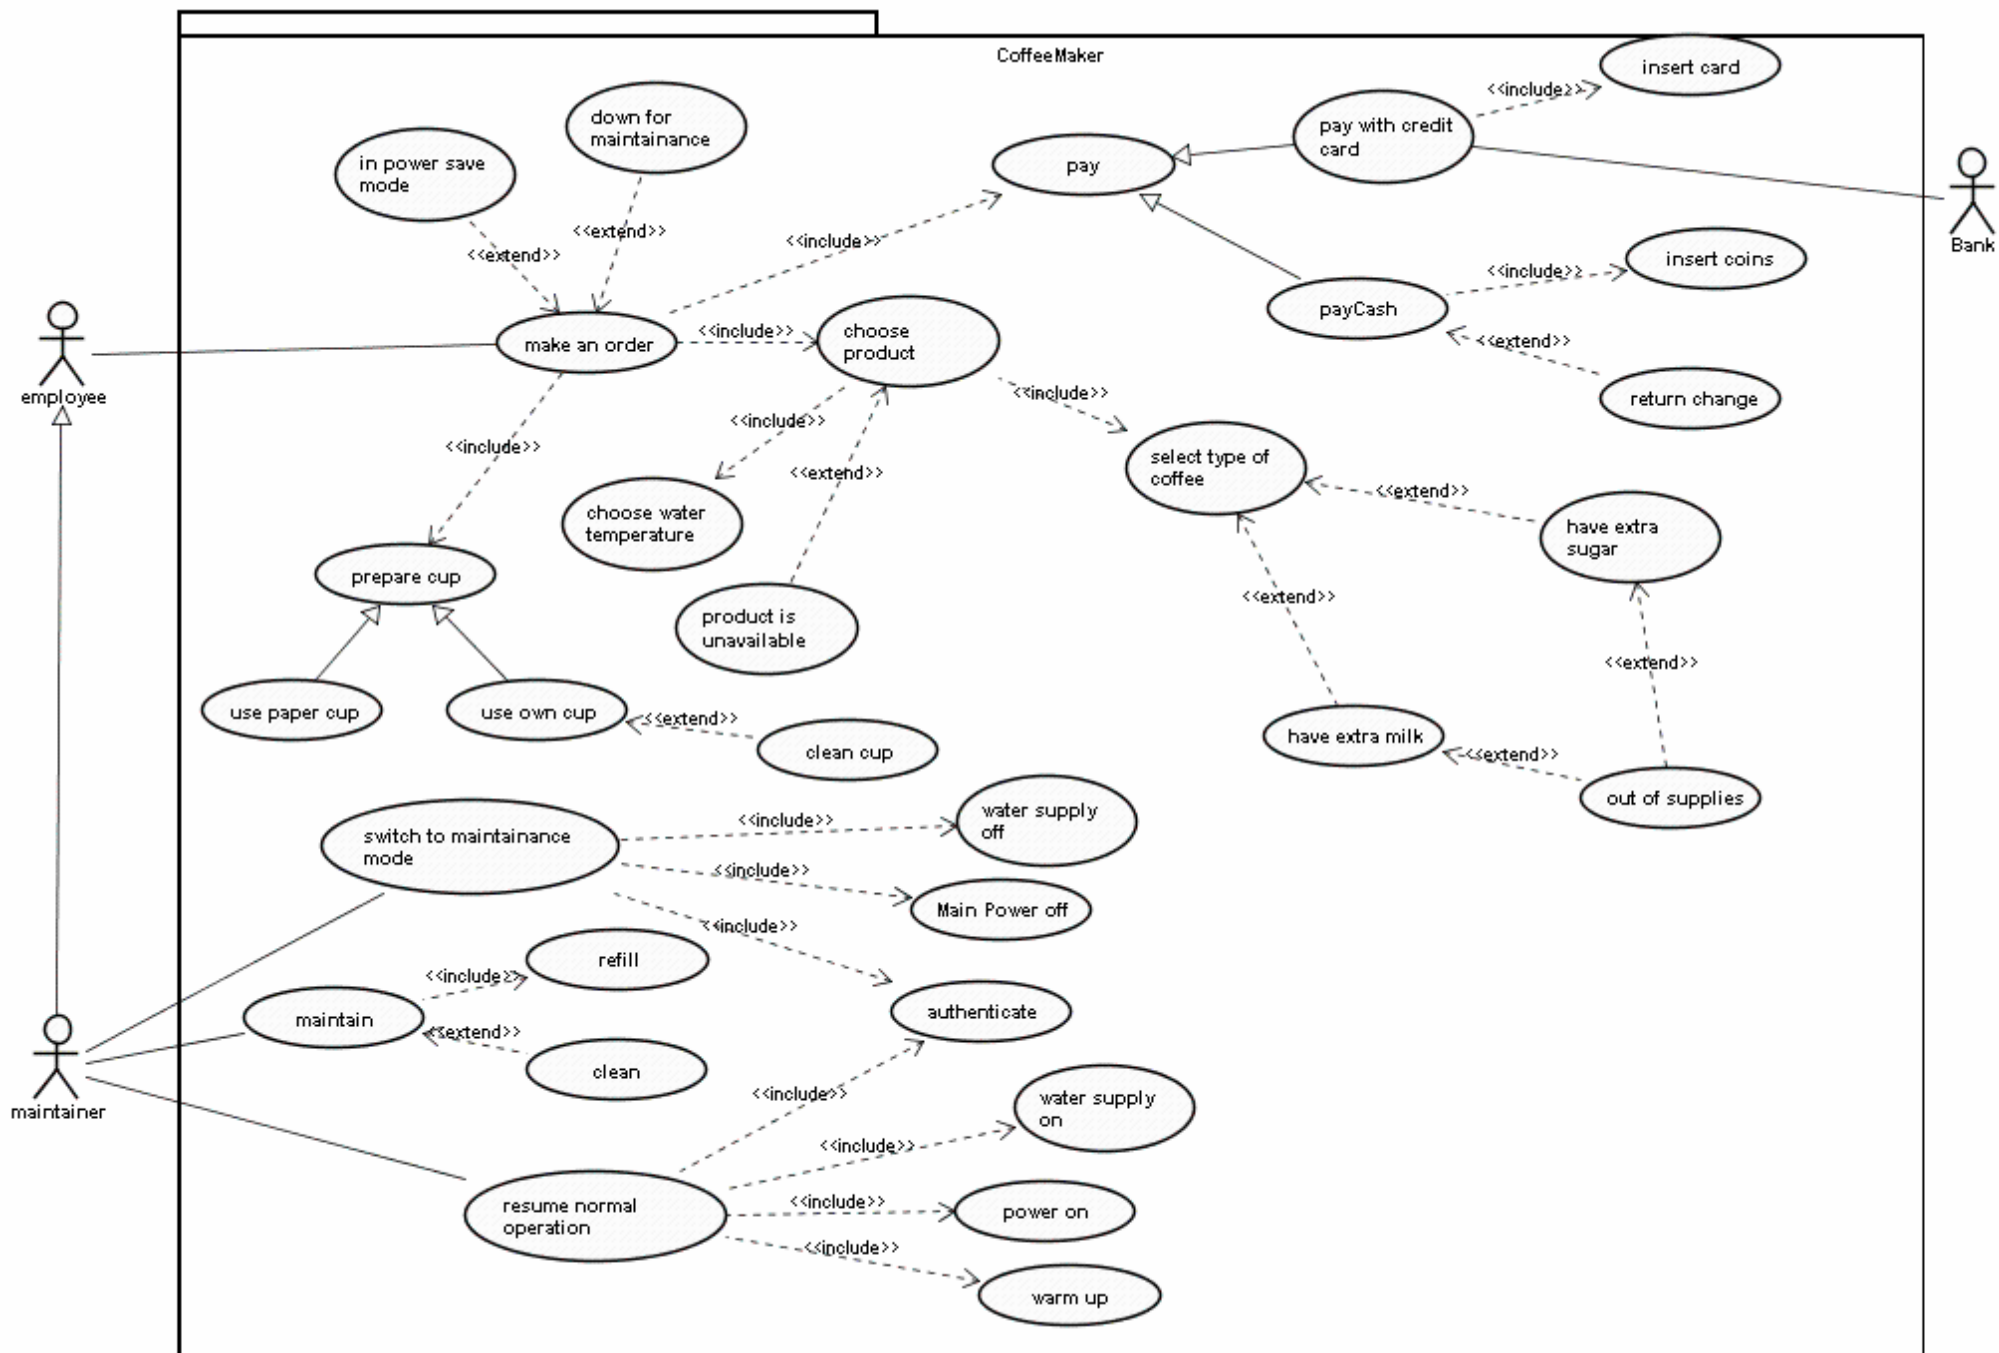 CoffeeMaker
insert card
<<include>>
down for
maintainance
pay with credit
card
in power save
mode
pay
<<extend>>
<<include>>
<<extend>>
Bank
insert coins
<<include>>
payCash
<<include>>
choose
product
make an order
<<extend>>
employee
<<include>>
return change
<<include>>
<<include>>
<<extend>>
select type of
coffee
<<extend>>
choose water
temperature
have extra
sugar
prepare cup
<<extend>>
product is
unavailable
<<extend>>
use paper cup
use own cup
<<extend>>
clean cup
have extra milk
<<extend>>
out of supplies
switch to maintainance
mode
<<include>>
water supply
off
<<include>>
Main Power off
<<include>>
refill
<<include>>
maintain
<<extend>>
clean
authenticate
maintainer
<<include>>
water supply
on
<<include>>
resume normal
operation
<<include>>
power on
<<include>>
warm up